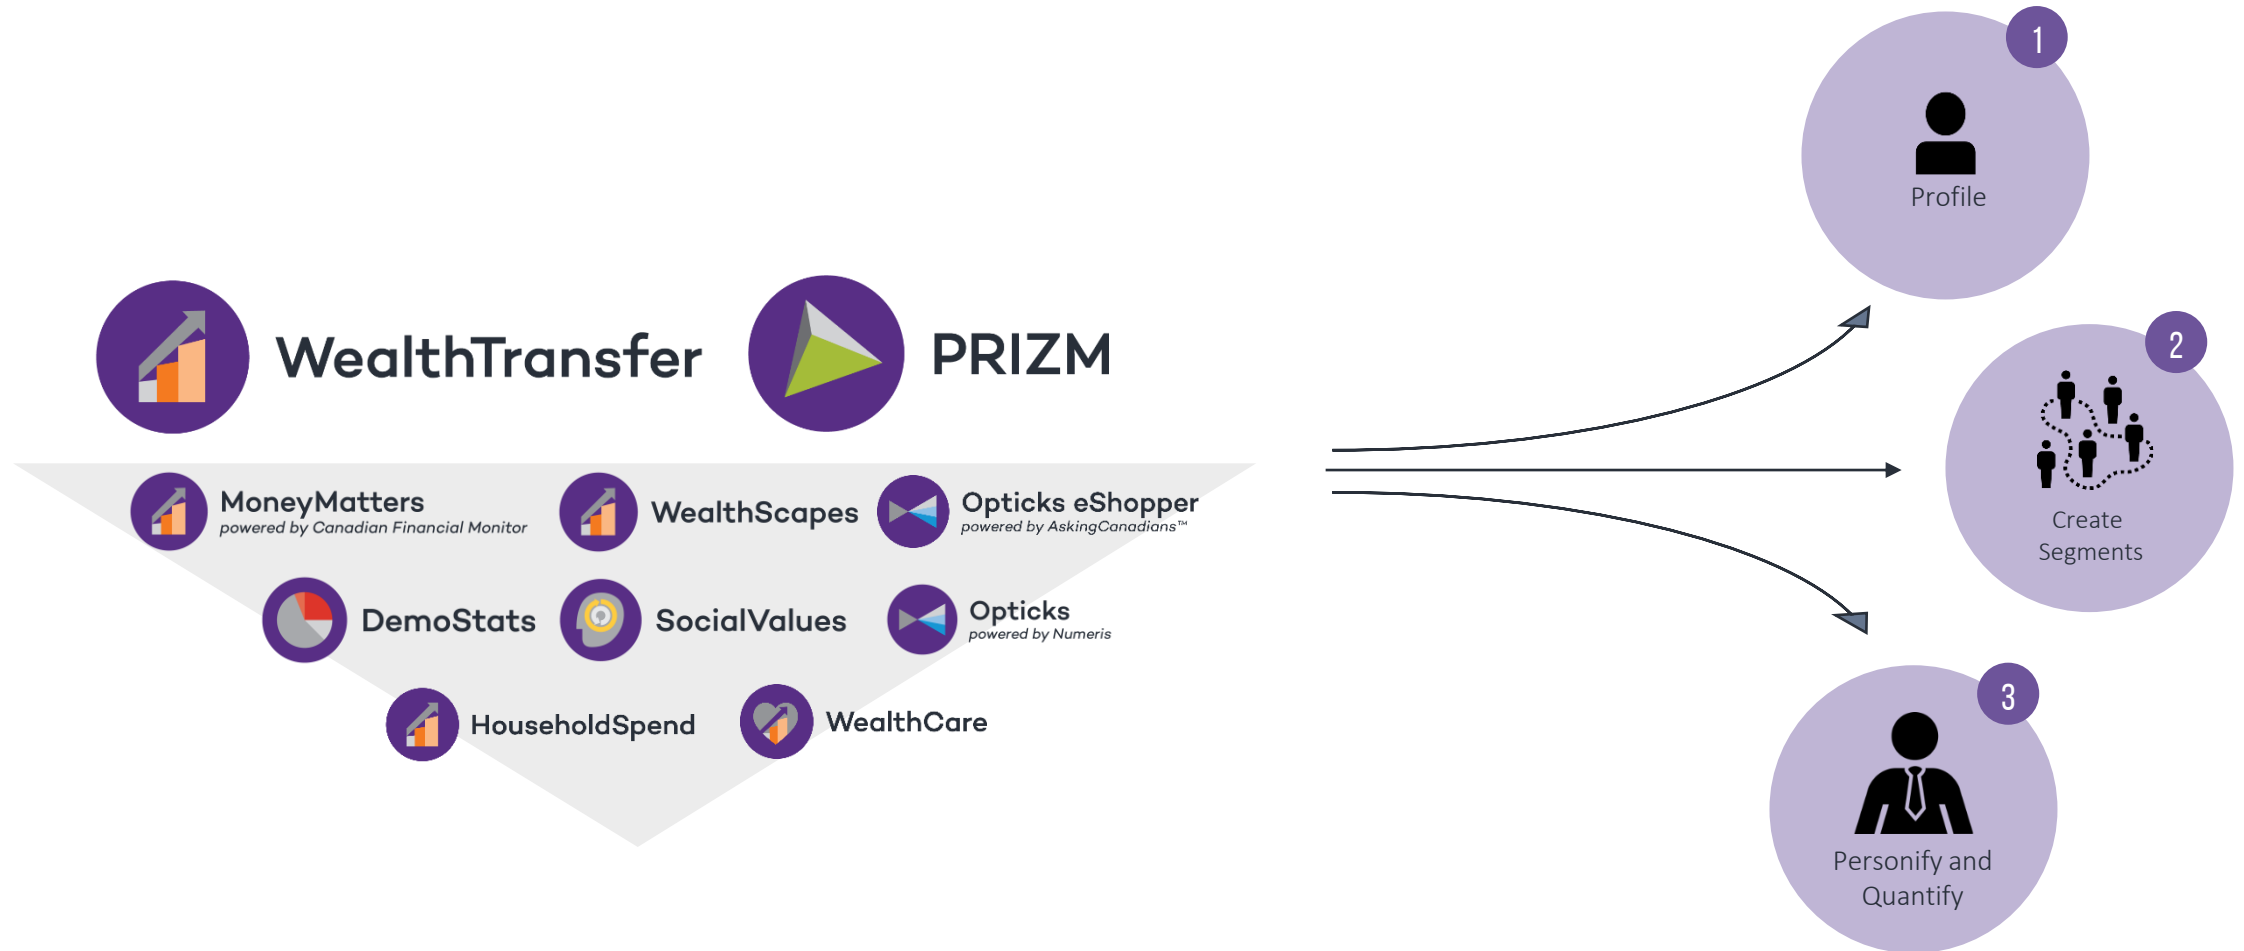 WealthTransfer
PRIZM
MoneyMatters
powered by Canadian Financial Monitor
WealthScapes
Opticks eShopper
powered by AskingCanadians™
DemoStats
SocialValues
Opticks
powered by Numeris
HouseholdSpend
WealthCare
1
Profile
2
Create
Segments
3
Personify and
Quantify